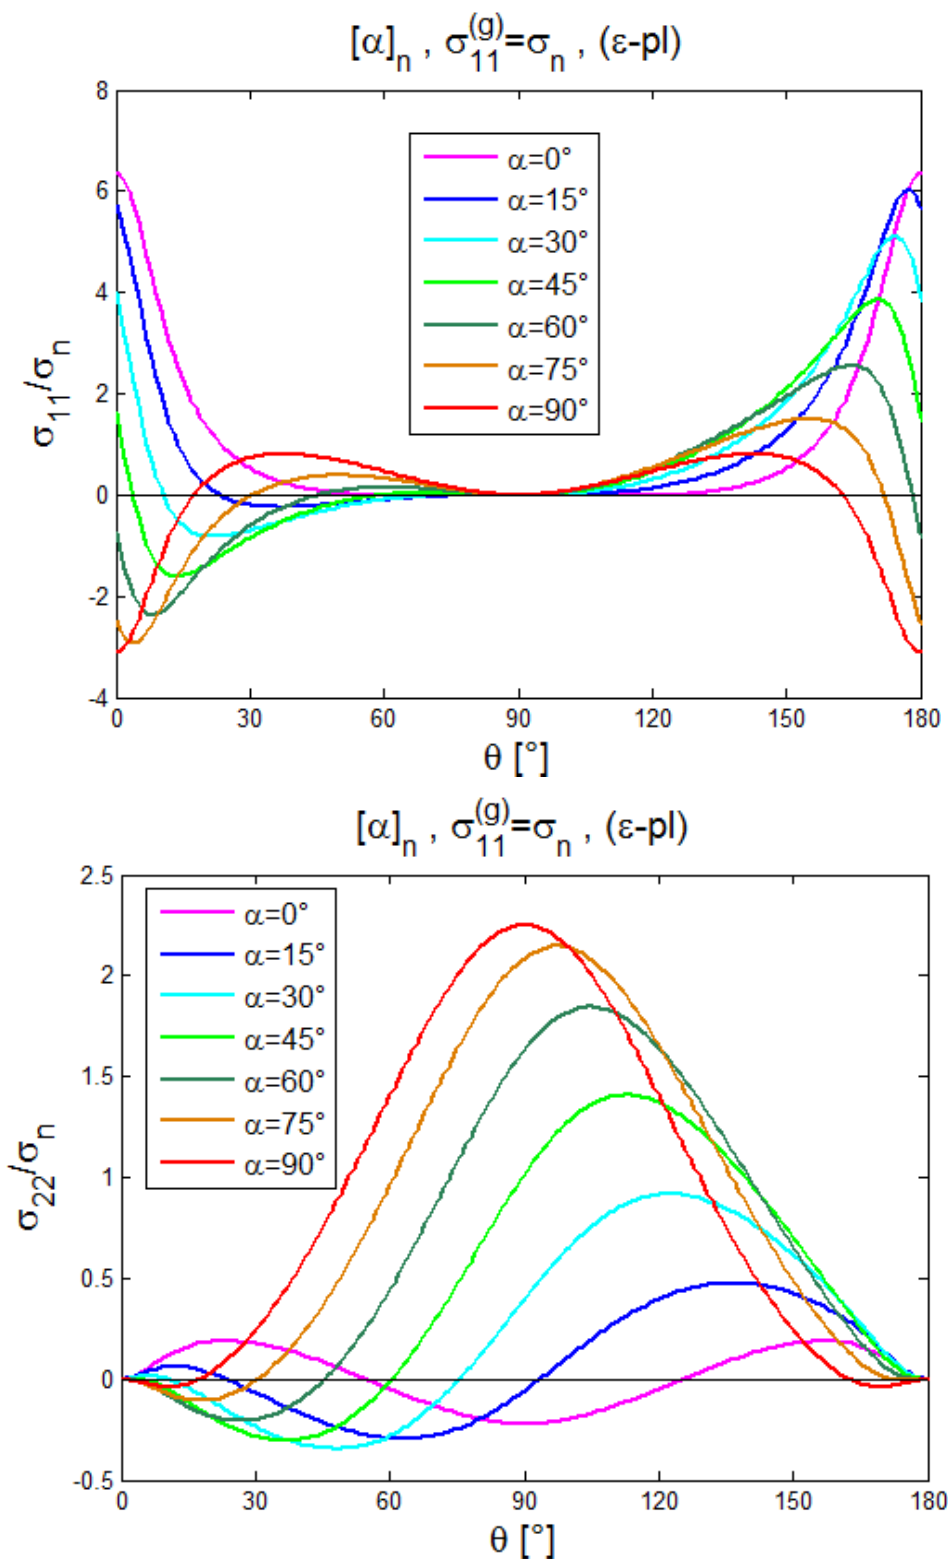 [α]n , σ11(g)=σn , (ε-pl)
8
6
4
2
0
-2
-4
σ11/σn
α=0°
α=15°
α=30°
α=45°
α=60°
α=75°
α=90°
0 30 60 90 120 150 180
θ [°]
[α]n , σ11(g)=σn , (ε-pl)
2.5
2
1.5
1
0.5
0
-0.5
σ22/σn
α=0°
α=15°
α=30°
α=45°
α=60°
α=75°
α=90°
0 30 60 90 120 150 180
θ [°]